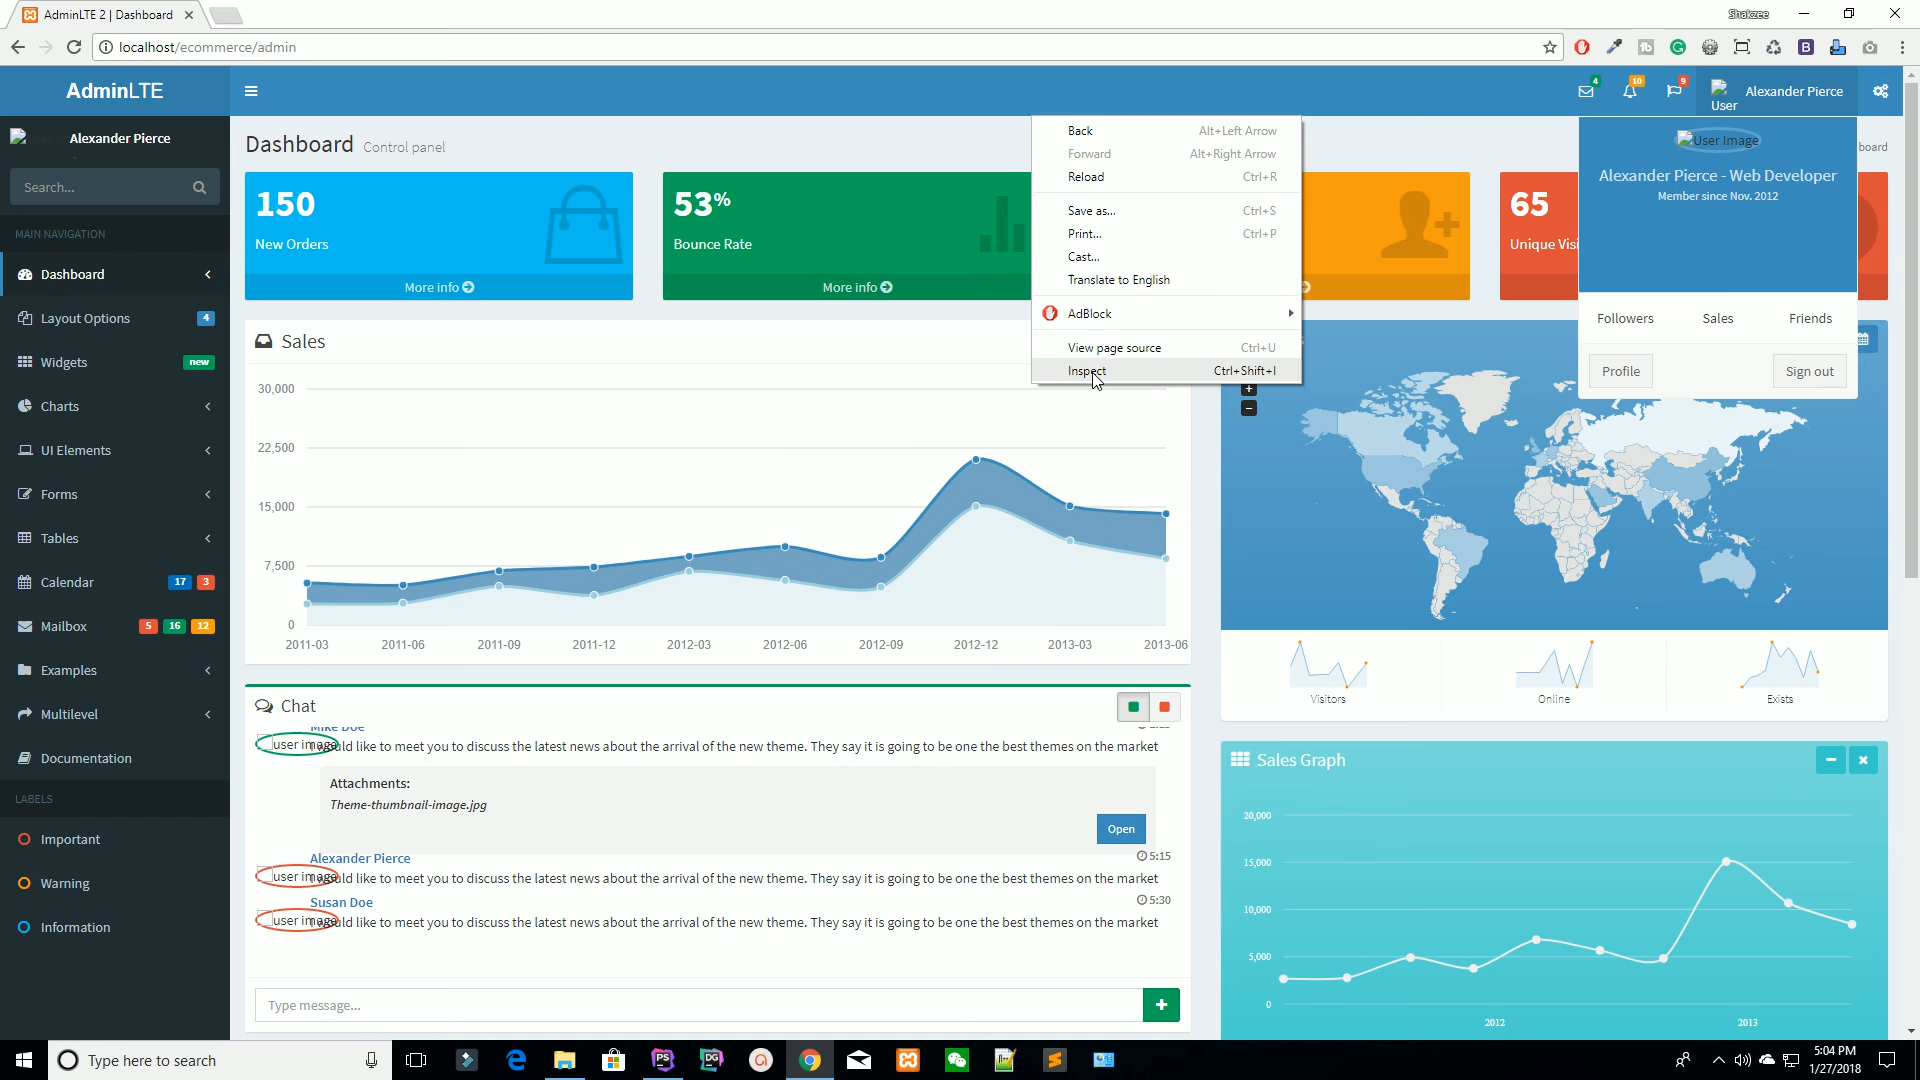 AdminLTE 2 | Dashboard
Shakzee
localhost/ecommerce/admin
AdminLTE
4
10
9
User
Alexander Pierce
Alexander Pierce
Search...
MAIN NAVIGATION
Dashboard
Layout Options 4
Widgets new
Charts
UI Elements
Forms
Tables
Calendar 17 3
Mailbox 5 16 12
Examples
Multilevel
Documentation
LABELS
Important
Warning
Information
Dashboard Control panel
board
150
New Orders
More info
53%
Bounce Rate
More info
65
Unique Visi
Back Alt+Left Arrow
Forward Alt+Right Arrow
Reload Ctrl+R
Save as... Ctrl+S
Print... Ctrl+P
Cast...
Translate to English
AdBlock
View page source Ctrl+U
Inspect Ctrl+Shift+I
User Image
Alexander Pierce - Web Developer
Member since Nov. 2012
Followers Sales Friends
Profile Sign out
Sales
30,000
22,500
15,000
7,500
0
2011-03 2011-06 2011-09 2011-12 2012-03 2012-06 2012-09 2012-12 2013-03 2013-06
+
−
Visitors Online Exists
Chat
Mike Doe
user image
would like to meet you to discuss the latest news about the arrival of the new theme. They say it is going to be one the best themes on the market
Attachments:
Theme-thumbnail-image.jpg
Open
Alexander Pierce 5:15
user image
would like to meet you to discuss the latest news about the arrival of the new theme. They say it is going to be one the best themes on the market
Susan Doe 5:30
user image
would like to meet you to discuss the latest news about the arrival of the new theme. They say it is going to be one the best themes on the market
Type message...
Sales Graph
20,000
15,000
10,000
5,000
0
2012 2013
Type here to search
5:04 PM
1/27/2018